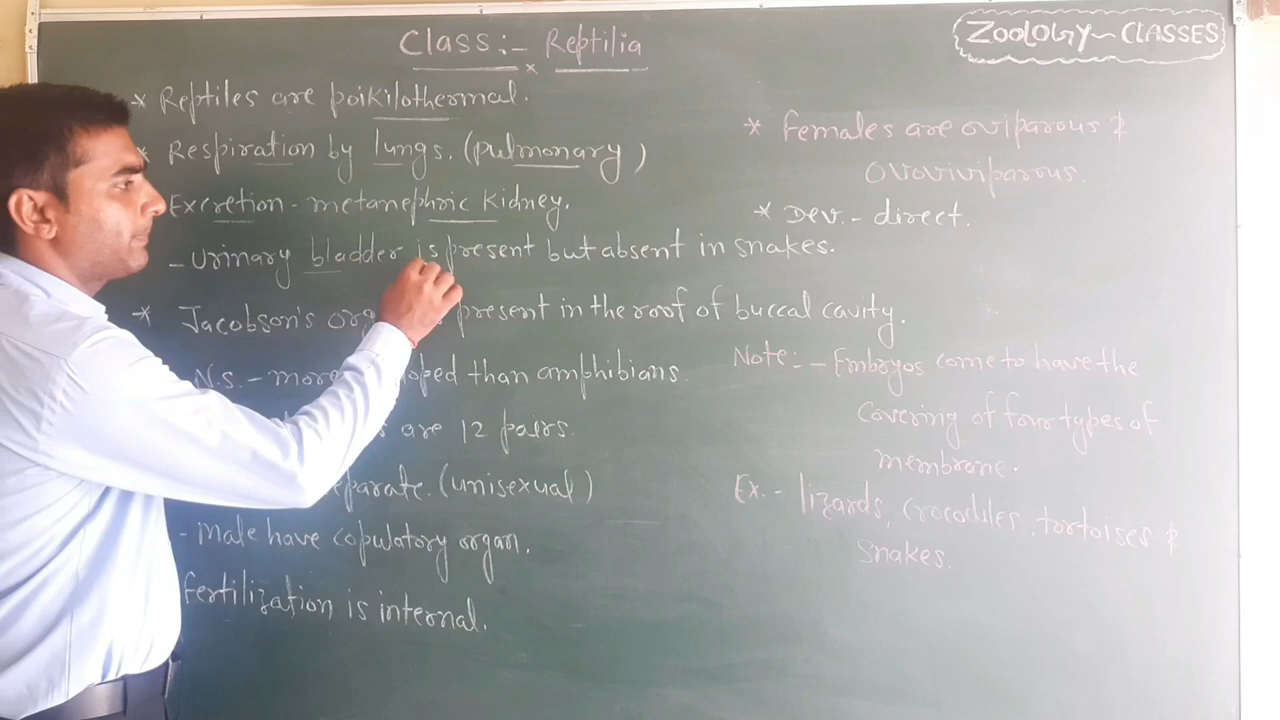 Class:- Reptilia
ZOOLOGY - CLASSES
* Reptiles are poikilothermal.
* Respiration by lungs. (pulmonary)
Excretion - metanephric kidney.
- Urinary bladder is present but absent in snakes.
* Jacobson's present in the roof of buccal cavity.
N.S. - more than amphibians.
are 12 pairs.
separate. (unisexual)
- Male have copulatory organ.
fertilization is internal.
* Females are oviparous &
Ovoviviparous.
* Dev. - direct.
Note: - Embryos come to have the
Covering of four types of
membrane.
Ex. - lizards, crocodiles, tortoises &
Snakes.